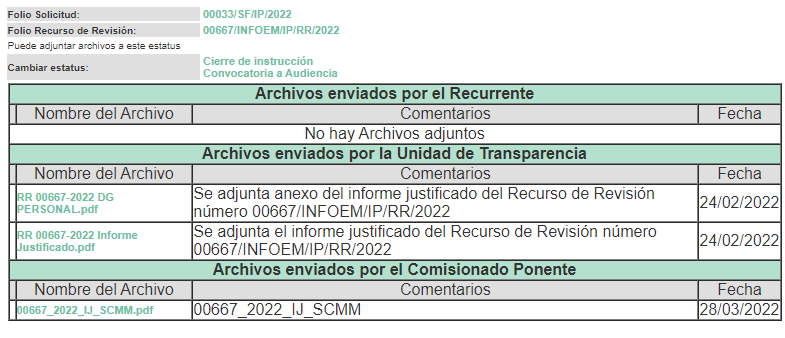 Folio Solicitud: 00033/SF/IP/2022
Folio Recurso de Revisión: 00667/INFOEM/IP/RR/2022
Puede adjuntar archivos a este estatus
Cambiar estatus: Cierre de instrucción
Convocatoria a Audiencia
Archivos enviados por el Recurrente
Nombre del Archivo Comentarios Fecha
No hay Archivos adjuntos
Archivos enviados por la Unidad de Transparencia
Nombre del Archivo Comentarios Fecha
RR 00667-2022 DG PERSONAL.pdf Se adjunta anexo del informe justificado del Recurso de Revisión
número 00667/INFOEM/IP/RR/2022 24/02/2022
RR 00667-2022 Informe Justificado.pdf Se adjunta el informe justificado del Recurso de Revisión número
00667/INFOEM/IP/RR/2022 24/02/2022
Archivos enviados por el Comisionado Ponente
Nombre del Archivo Comentarios Fecha
00667_2022_IJ_SCMM.pdf 00667_2022_IJ_SCMM 28/03/2022